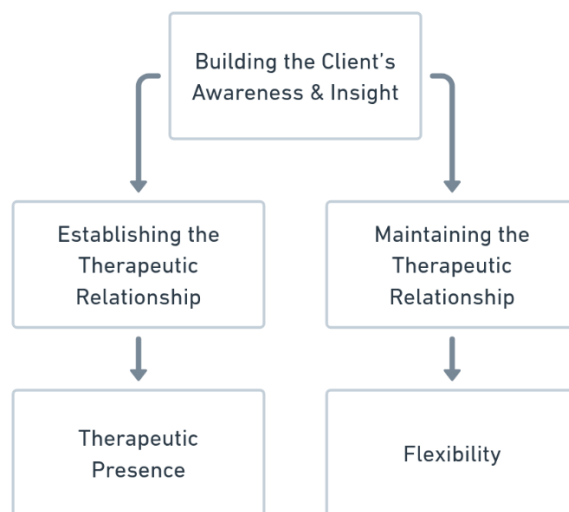 Building the Client's
Awareness & Insight
Establishing the
Therapeutic
Relationship
Maintaining the
Therapeutic
Relationship
Therapeutic
Presence
Flexibility